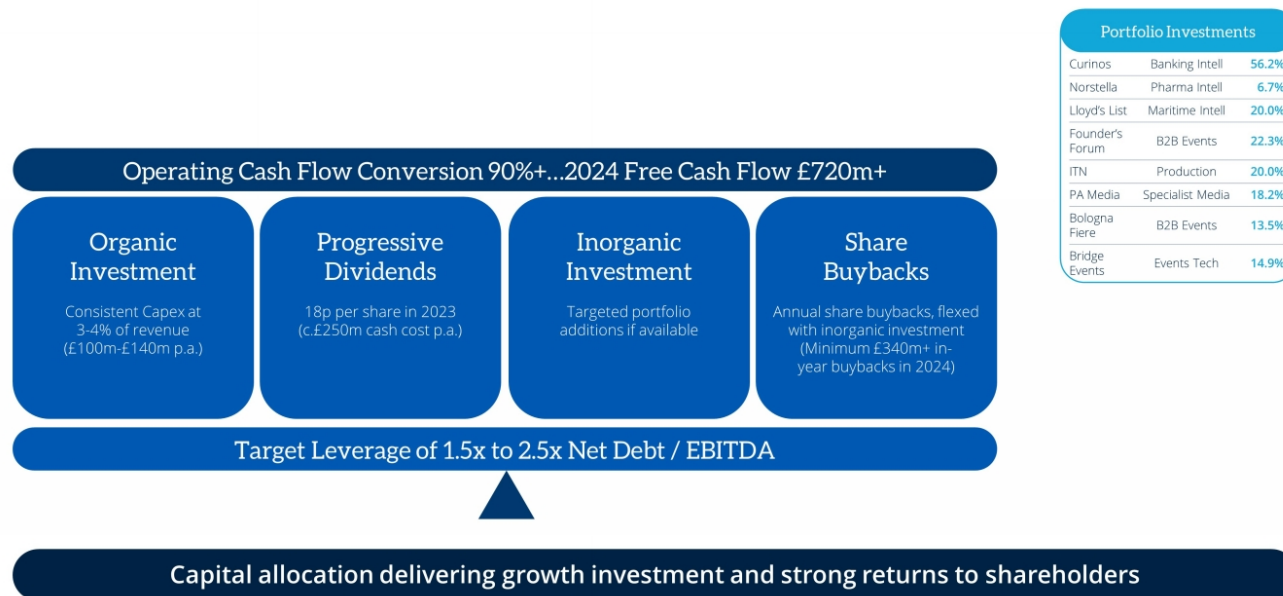 Portfolio Investments
Curinos Banking Intell 56.2%
Norstella Pharma Intell 6.7%
Lloyd's List Maritime Intell 20.0%
Founder's
Forum B2B Events 22.3%
ITN Production 20.0%
PA Media Specialist Media 18.2%
Bologna
Fiere B2B Events 13.5%
Bridge
Events Events Tech 14.9%
Operating Cash Flow Conversion 90%+...2024 Free Cash Flow £720m+
Organic
Investment
Consistent Capex at
3-4% of revenue
(£100m-£140m p.a.)
Progressive
Dividends
18p per share in 2023
(c.£250m cash cost p.a.)
Inorganic
Investment
Targeted portfolio
additions if available
Share
Buybacks
Annual share buybacks, flexed
with inorganic investment
(Minimum £340m+ in-
year buybacks in 2024)
Target Leverage of 1.5x to 2.5x Net Debt / EBITDA
Capital allocation delivering growth investment and strong returns to shareholders